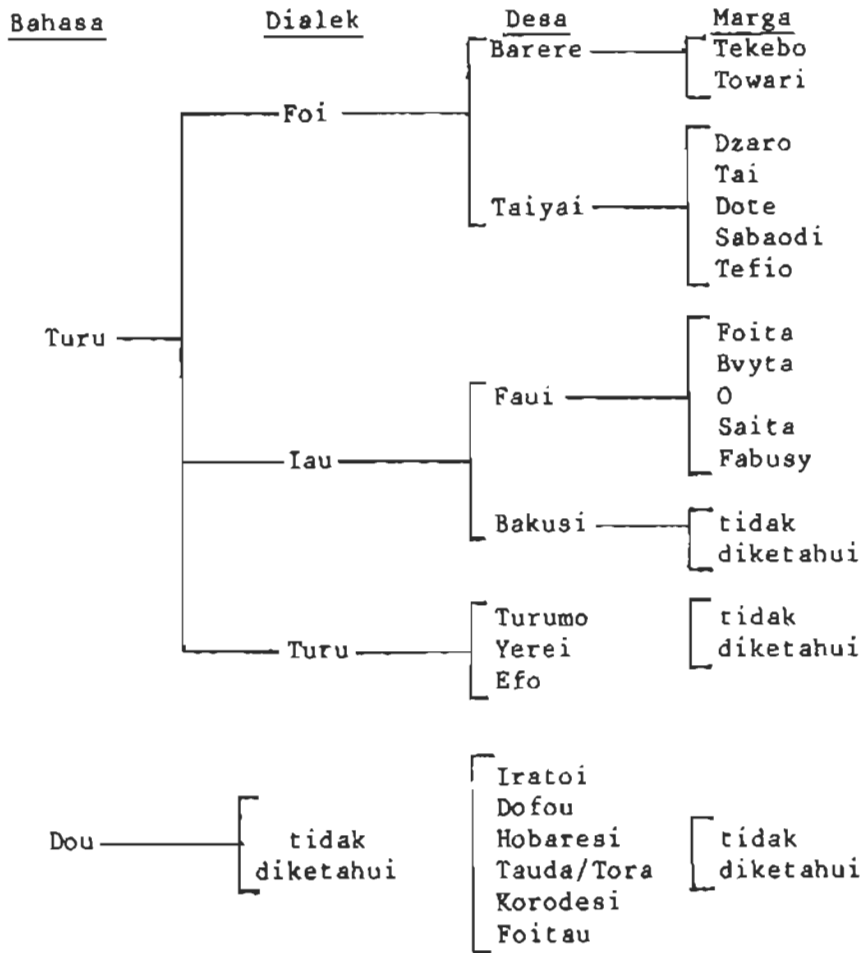 Bahasa Dialek Desa Marga
Barere Tekebo
Towari
Foi
Dzaro
Tai
Taiyai Dote
Sabaodi
Tefio
Turu Foita
Bvyta
Faui O
Saita
Iau Fabusy
Bakusi tidak
diketahui
Turumo tidak
Turu Yerei diketahui
Efo
Iratoi
Dofou
Dou tidak Hobaresi tidak
diketahui Tauda/Tora diketahui
Korodesi
Foitau